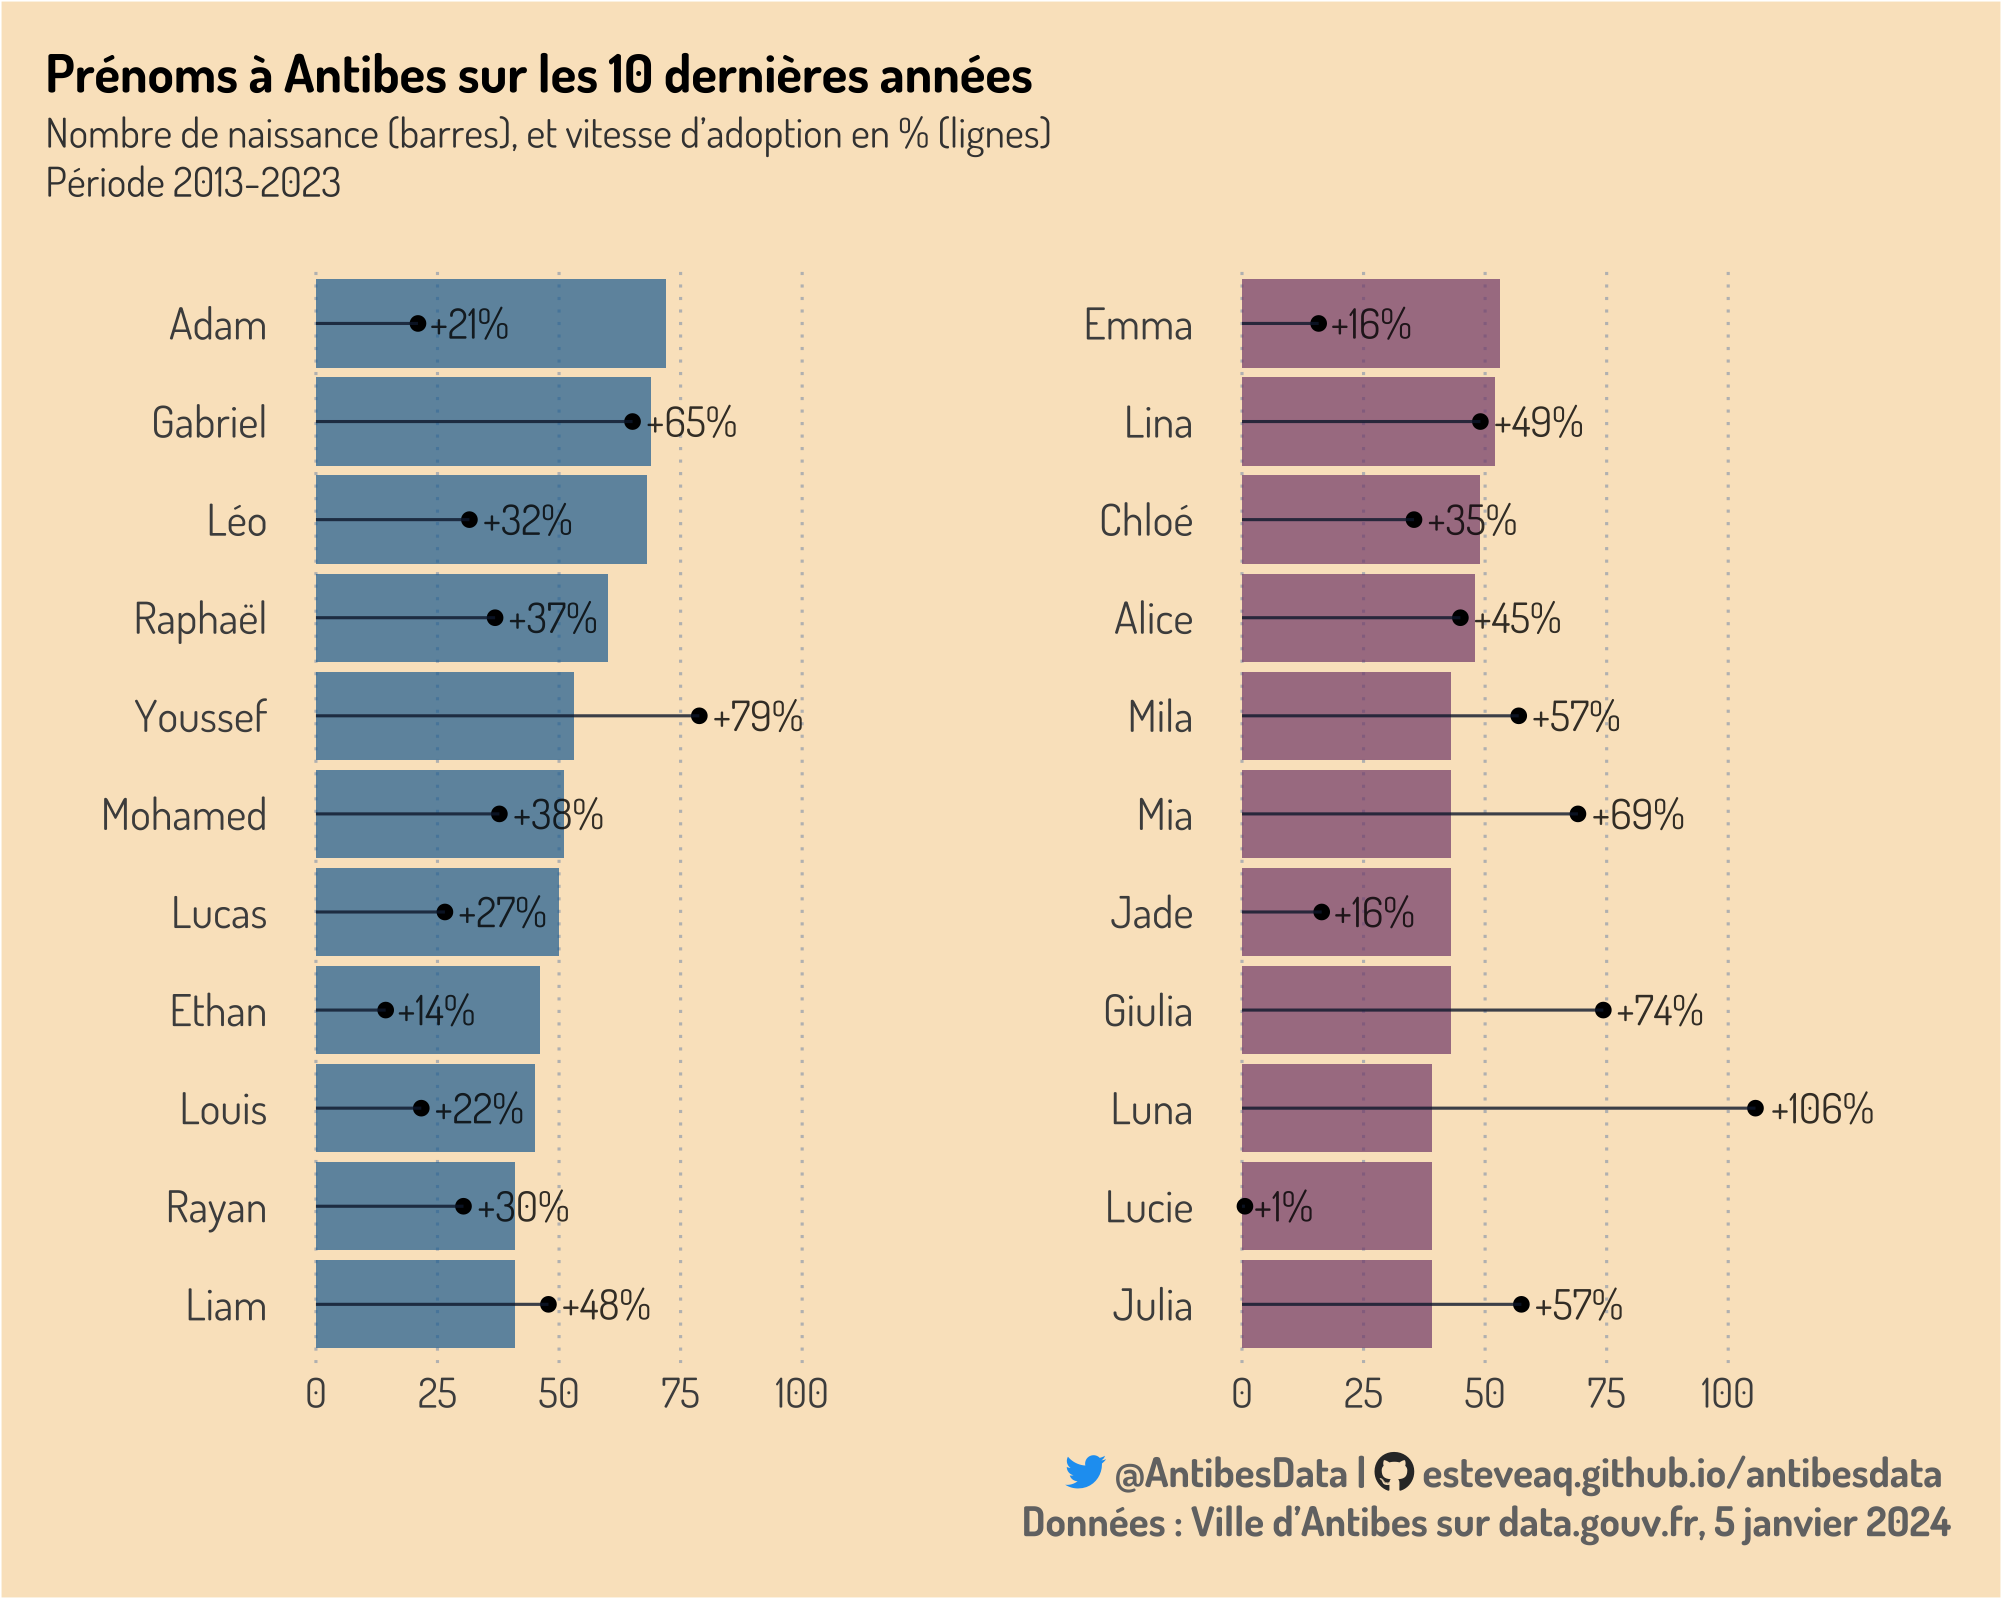 Prénoms à Antibes sur les 10 dernières années
Nombre de naissance (barres), et vitesse d'adoption en % (lignes)
Période 2013-2023
Adam +21%
Gabriel +65%
Léo +32%
Raphaël +37%
Youssef +79%
Mohamed +38%
Lucas +27%
Ethan +14%
Louis +22%
Rayan +30%
Liam +48%
0 25 50 75 100
Emma +16%
Lina +49%
Chloé +35%
Alice +45%
Mila +57%
Mia +69%
Jade +16%
Giulia +74%
Luna +106%
Lucie +1%
Julia +57%
0 25 50 75 100
@AntibesData | esteveaq.github.io/antibesdata
Données : Ville d'Antibes sur data.gouv.fr, 5 janvier 2024